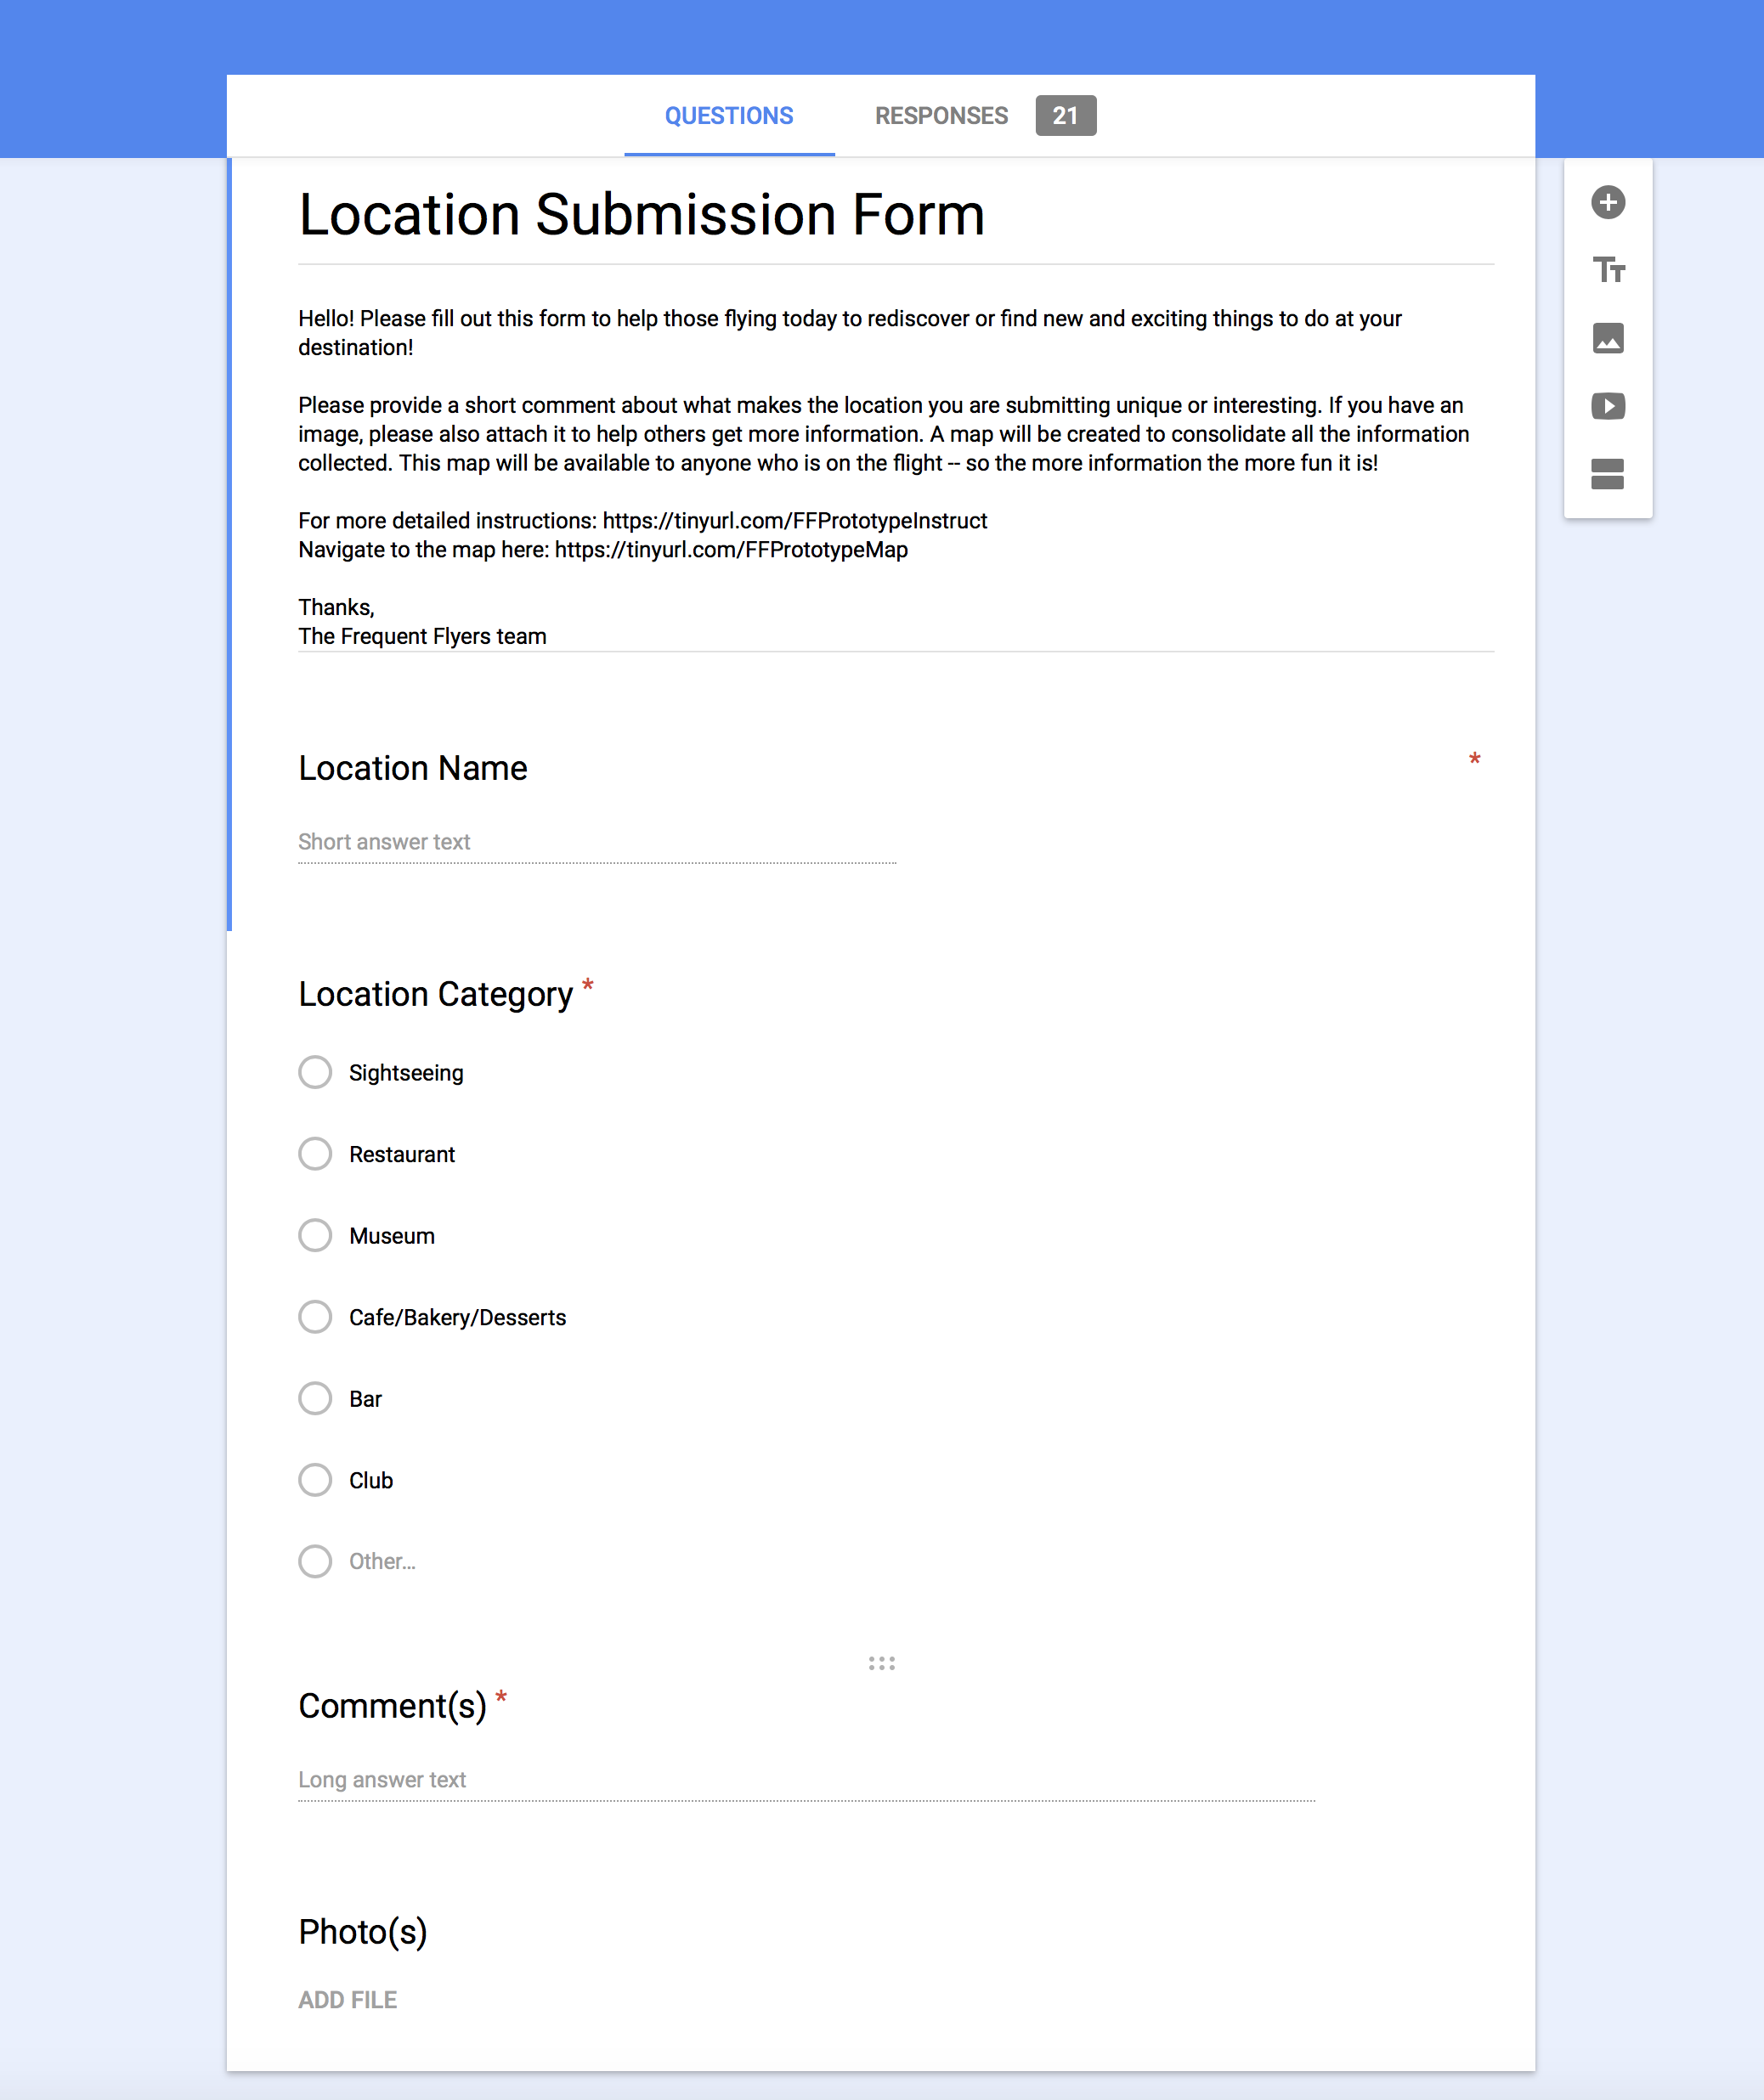 QUESTIONS RESPONSES 21
Location Submission Form
Hello! Please fill out this form to help those flying today to rediscover or find new and exciting things to do at your
destination!
Please provide a short comment about what makes the location you are submitting unique or interesting. If you have an
image, please also attach it to help others get more information. A map will be created to consolidate all the information
collected. This map will be available to anyone who is on the flight -- so the more information the more fun it is!
For more detailed instructions: https://tinyurl.com/FFPrototypeInstruct
Navigate to the map here: https://tinyurl.com/FFPrototypeMap
Thanks,
The Frequent Flyers team
Location Name *
Short answer text
Location Category *
Sightseeing
Restaurant
Museum
Cafe/Bakery/Desserts
Bar
Club
Other...
Comment(s) *
Long answer text
Photo(s)
ADD FILE